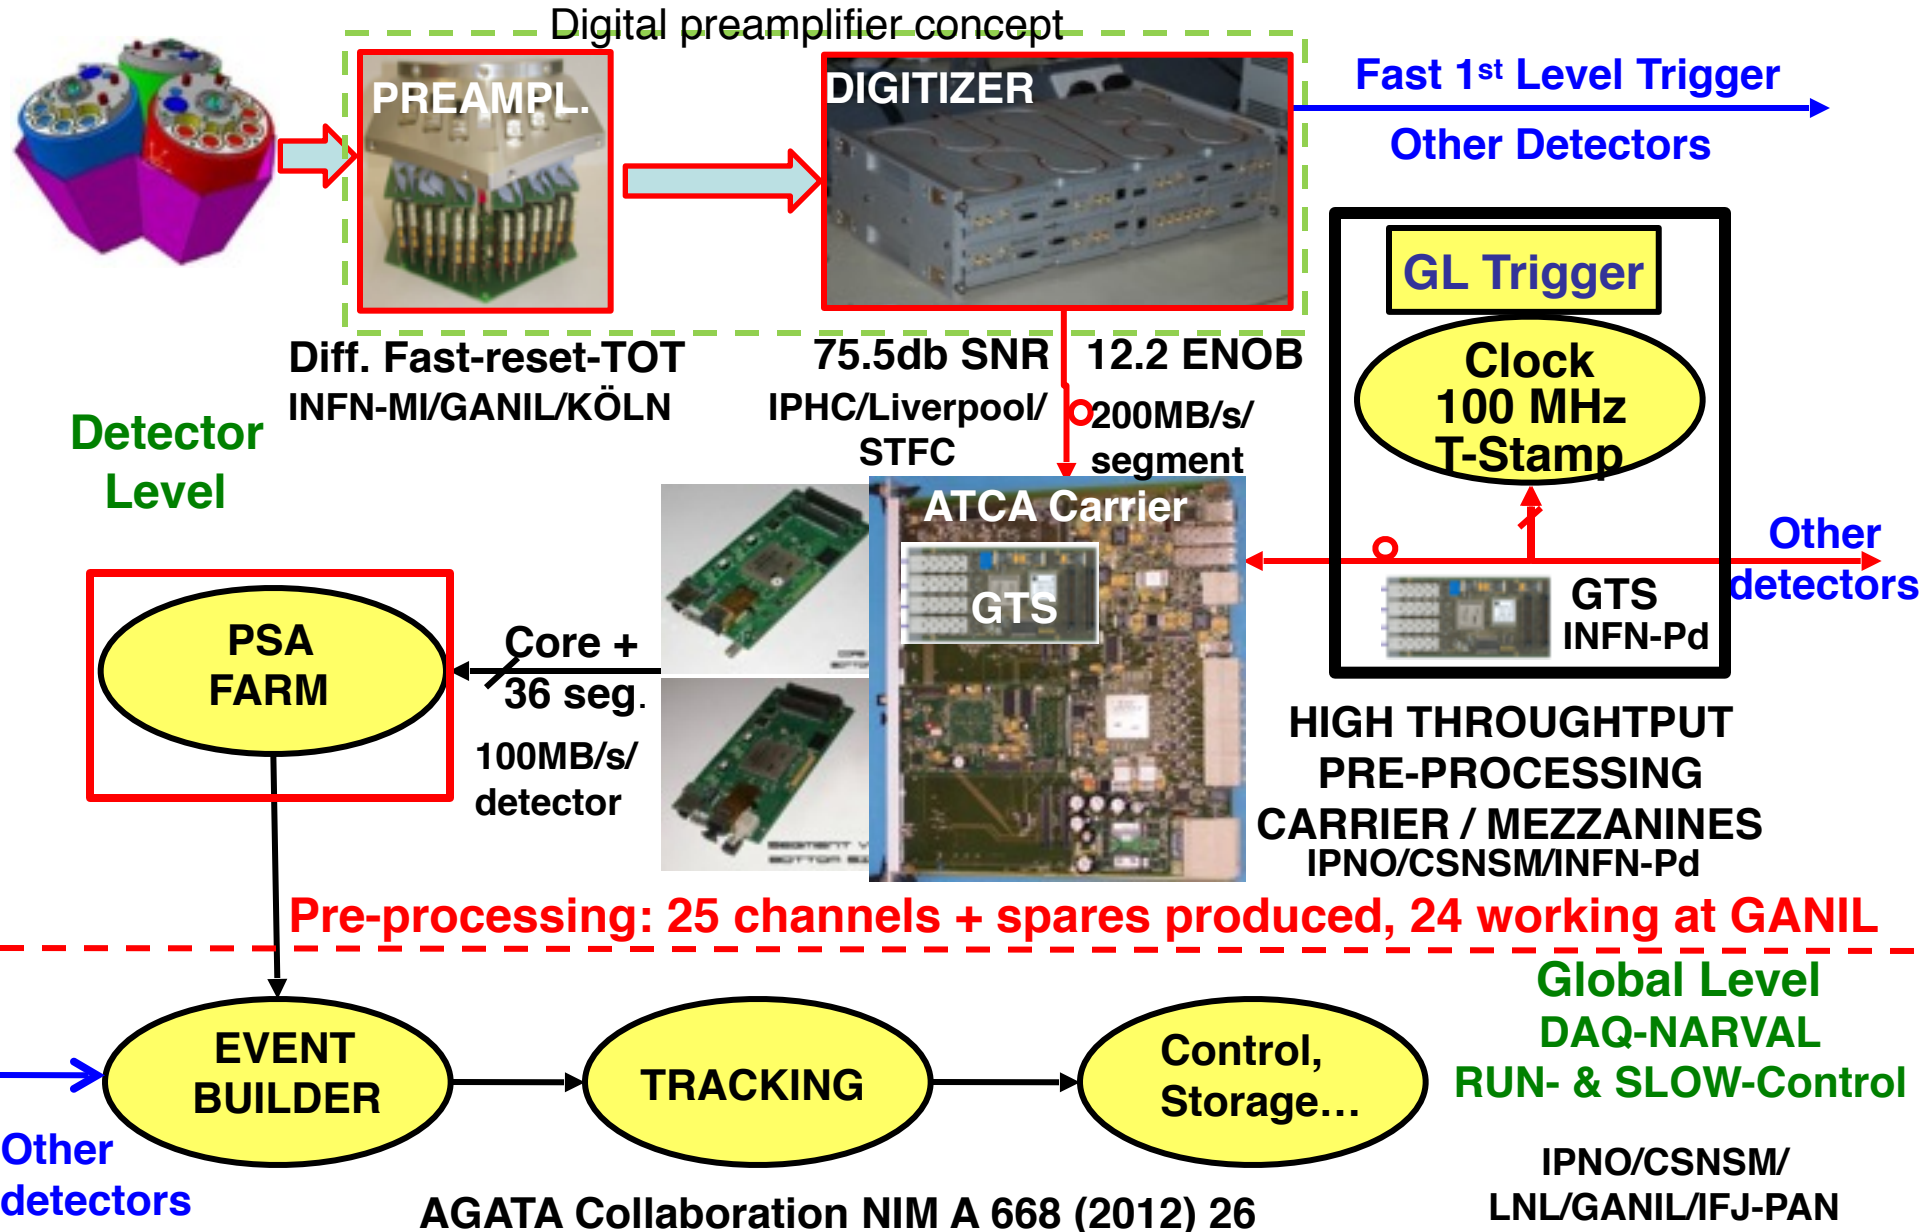 Digital preamplifier concept
PREAMPL.
DIGITIZER
Fast 1st Level Trigger
Other Detectors
GL Trigger
Clock
100 MHz
T-Stamp
Diff. Fast-reset-TOT
INFN-MI/GANIL/KÖLN
75.5db SNR
12.2 ENOB
IPHC/Liverpool/
STFC
200MB/s/
segment
Detector
Level
ATCA Carrier
GTS
Other
detectors
GTS
INFN-Pd
PSA
FARM
Core +
36 seg.
100MB/s/
detector
HIGH THROUGHTPUT
PRE-PROCESSING
CARRIER / MEZZANINES
IPNO/CSNSM/INFN-Pd
Pre-processing: 25 channels + spares produced, 24 working at GANIL
Global Level
DAQ-NARVAL
RUN- & SLOW-Control
EVENT
BUILDER
TRACKING
Control,
Storage…
Other
detectors
IPNO/CSNSM/
LNL/GANIL/IFJ-PAN
AGATA Collaboration NIM A 668 (2012) 26